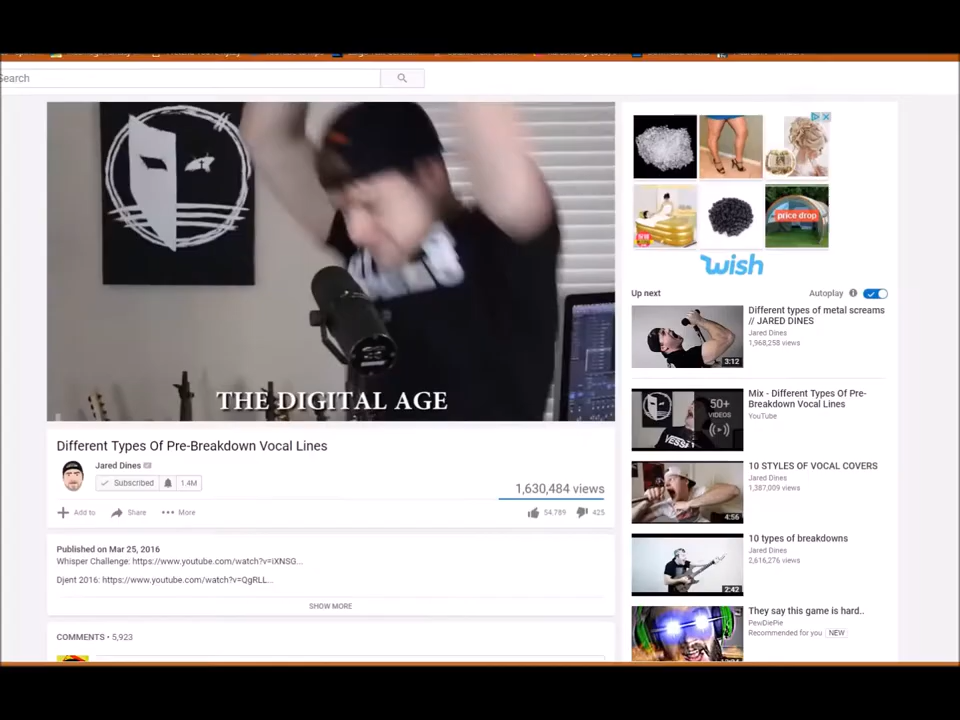 Search
THE DIGITAL AGE
Different Types Of Pre-Breakdown Vocal Lines
Jared Dines
Subscribed 1.4M
1,630,484 views
Add to Share More
54,789 425
Published on Mar 25, 2016
Whisper Challenge: https://www.youtube.com/watch?v=iXNSG...
Djent 2016: https://www.youtube.com/watch?v=QgRLL...
SHOW MORE
COMMENTS • 5,923
NEW
price drop
wish
Up next
Autoplay
Different types of metal screams
// JARED DINES
Jared Dines
1,968,258 views
3:12
Mix - Different Types Of Pre-
Breakdown Vocal Lines
YouTube
50+
VIDEOS
10 STYLES OF VOCAL COVERS
Jared Dines
1,387,009 views
4:56
10 types of breakdowns
Jared Dines
2,616,276 views
2:42
They say this game is hard..
PewDiePie
Recommended for you NEW